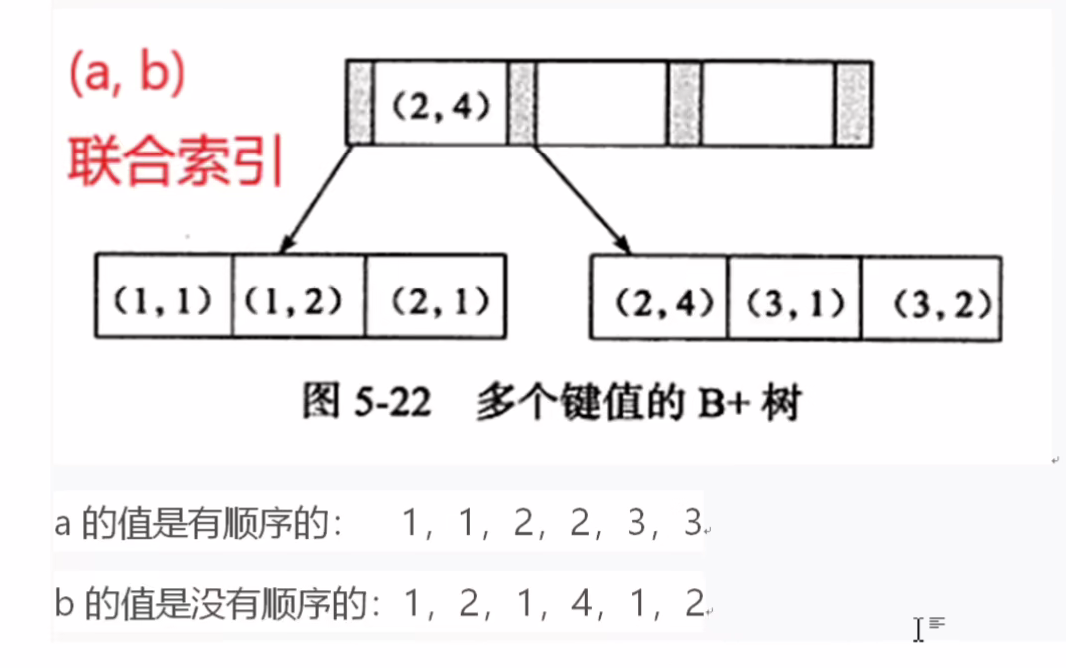 (a, b)
联合索引
(2,4)
(1,1) (1,2) (2,1) (2,4) (3,1) (3,2)
图 5-22 多个键值的 B+ 树
a 的值是有顺序的： 1，1，2，2，3，3
b 的值是没有顺序的：1，2，1，4，1，2